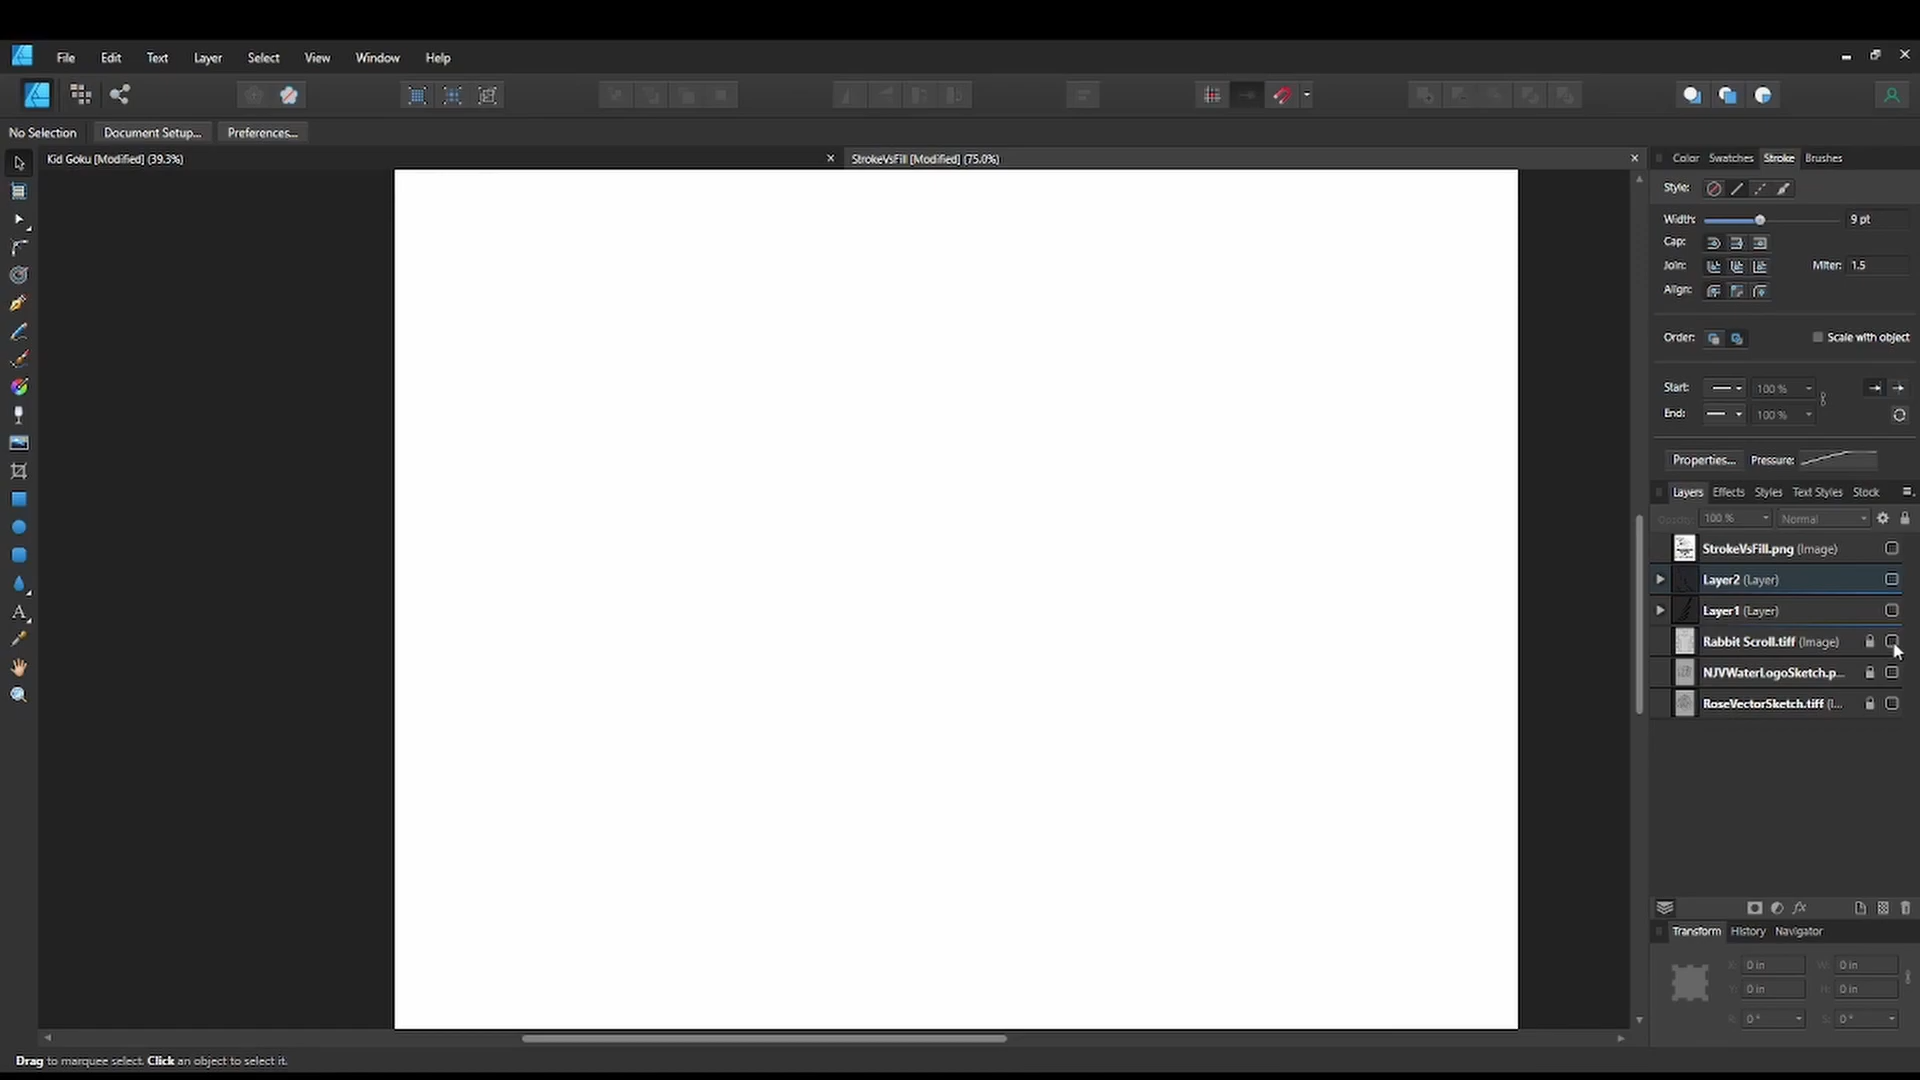 File Edit Text Layer Select View Window Help
No Selection Document Setup... Preferences...
Kid Goku [Modified] (39.3%)
StrokeVsFill [Modified] (75.0%)
Color Swatches Stroke Brushes
Style:
Width: 9 pt
Cap:
Join: Miter: 1.5
Align:
Order: Scale with object
Start: 100 %
End: 100 %
Properties... Pressure:
Layers Effects Styles Text Styles Stock
Opacity: 100 % Normal
StrokeVsFill.png (Image)
Layer2 (Layer)
Layer1 (Layer)
Rabbit Scroll.tiff (Image)
NJVWaterLogoSketch.p...
RoseVectorSketch.tiff (I...
fx
Transform History Navigator
X: 0 in W: 0 in
Y: 0 in H: 0 in
R: 0 ° S: 0 °
Drag to marquee select. Click an object to select it.